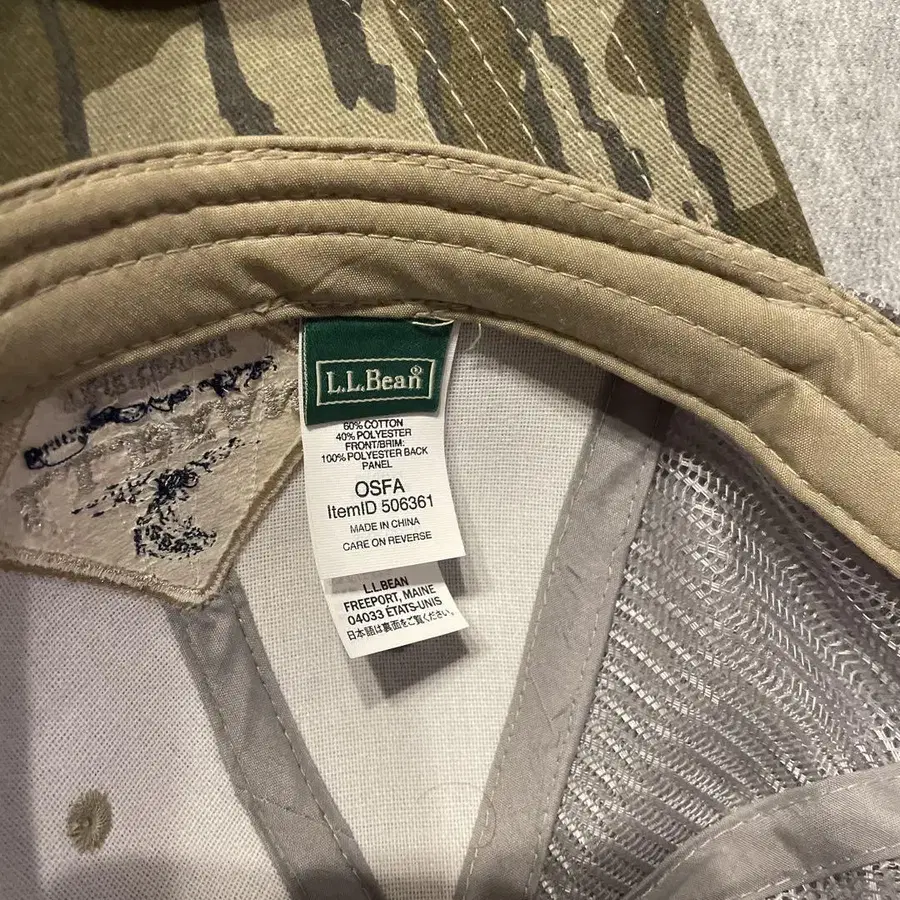 L.L.Bean®
60% COTTON
40% POLYESTER
FRONT/BRIM:
100% POLYESTER BACK
PANEL
OSFA
ItemID 506361
MADE IN CHINA
CARE ON REVERSE
L.L.BEAN
FREEPORT, MAINE
04033 ÉTATS-UNIS
日本語は裏面をご覧ください。